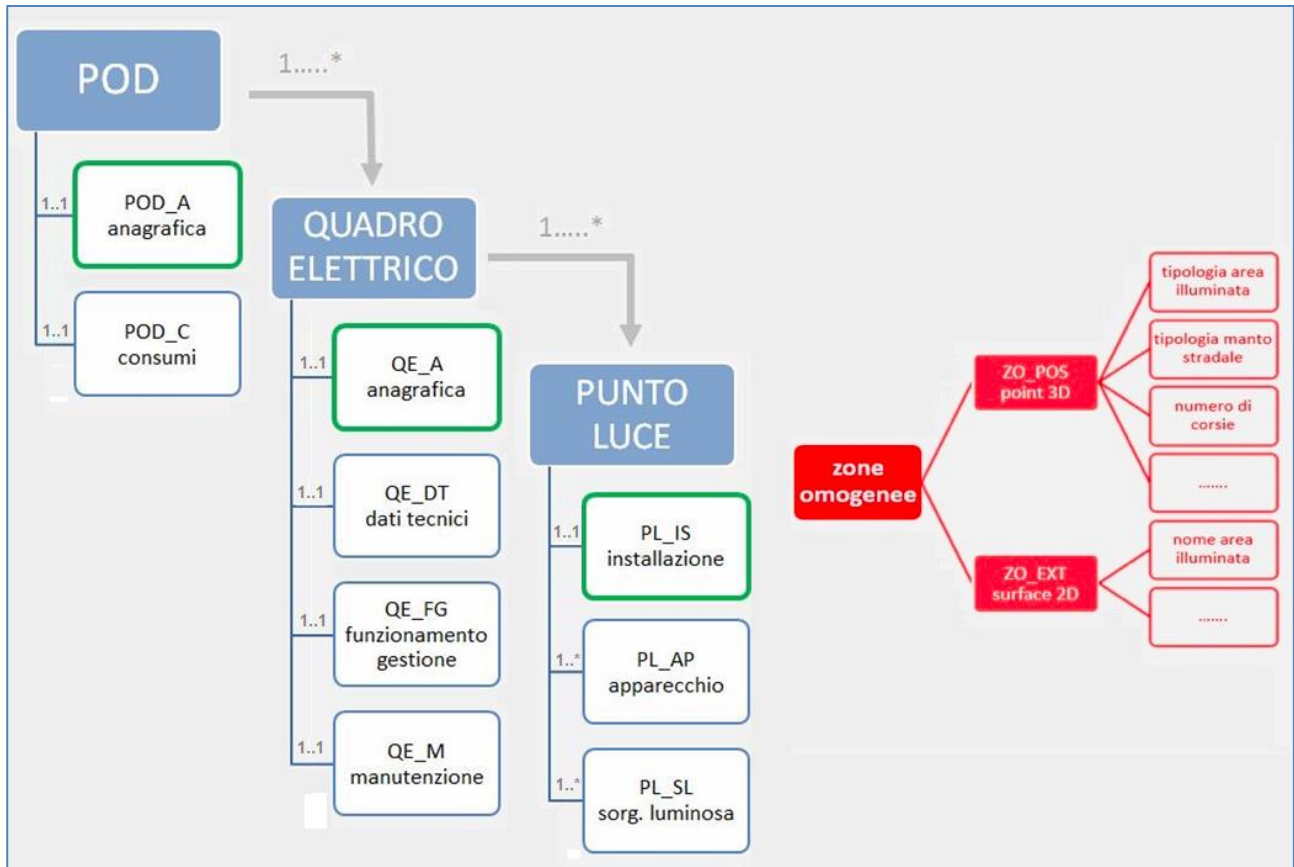 POD
1.....*
1..1
POD_A
anagrafica
1..1
POD_C
consumi
QUADRO
ELETTRICO
1.....*
1..1
QE_A
anagrafica
1..1
QE_DT
dati tecnici
1..1
QE_FG
funzionamento
gestione
1..1
QE_M
manutenzione
PUNTO
LUCE
1..1
PL_IS
installazione
1..*
PL_AP
apparecchio
1..*
PL_SL
sorg. luminosa
zone
omogenee
ZO_POS
point 3D
tipologia area
illuminata
tipologia manto
stradale
numero di
corsie
.......
ZO_EXT
surface 2D
nome area
illuminata
.......